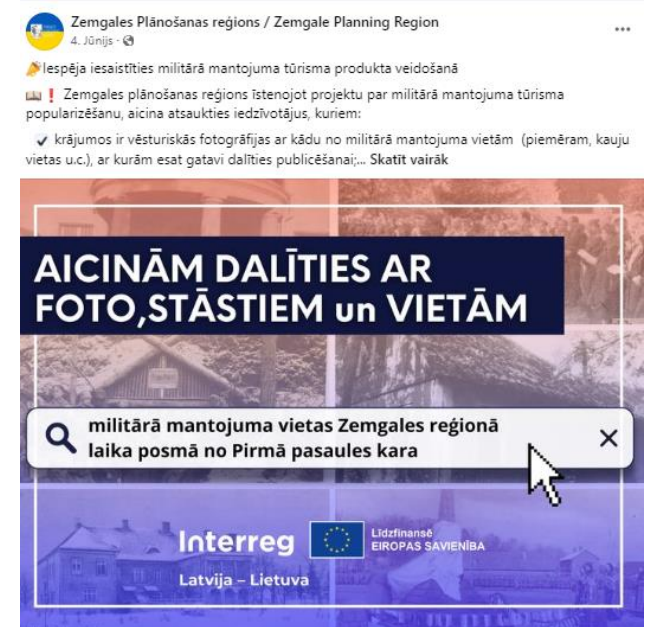 Zemgales Plānošanas reģions / Zemgale Planning Region
4. Jūnijs ·
Iespēja iesaistīties militārā mantojuma tūrisma produkta veidošanā
Zemgales plānošanas reģions īstenojot projektu par militārā mantojuma tūrisma
popularizēšanu, aicina atsaukties iedzīvotājus, kuriem:
krājumos ir vēsturiskās fotogrāfijas ar kādu no militārā mantojuma vietām (piemēram, kauju
vietas u.c.), ar kurām esat gatavi dalīties publicēšanai;... Skatīt vairāk
AICINĀM DALĪTIES AR
FOTO,STĀSTIEM un VIETĀM
militārā mantojuma vietas Zemgales reģionā
laika posmā no Pirmā pasaules kara
Interreg
Līdzfinansē
EIROPAS SAVIENĪBA
Latvija – Lietuva